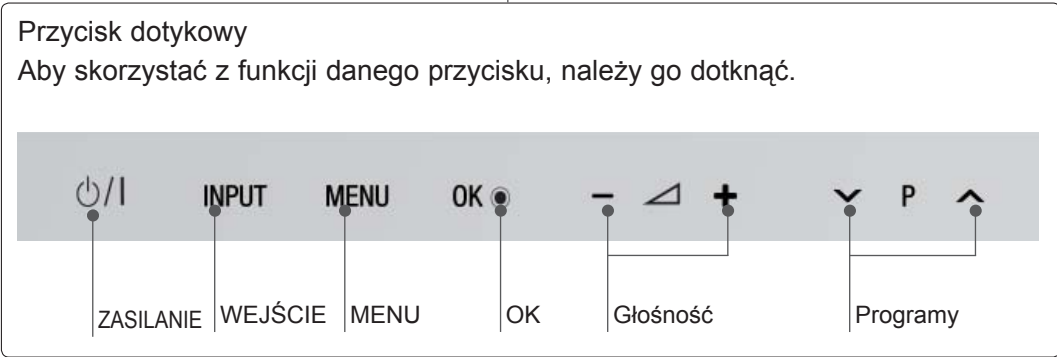 Przycisk dotykowy
Aby skorzystać z funkcji danego przycisku, należy go dotknąć.
⏻/I INPUT MENU OK ◉ − ◿ + ∨ P ∧
ZASILANIE WEJŚCIE MENU OK Głośność Programy